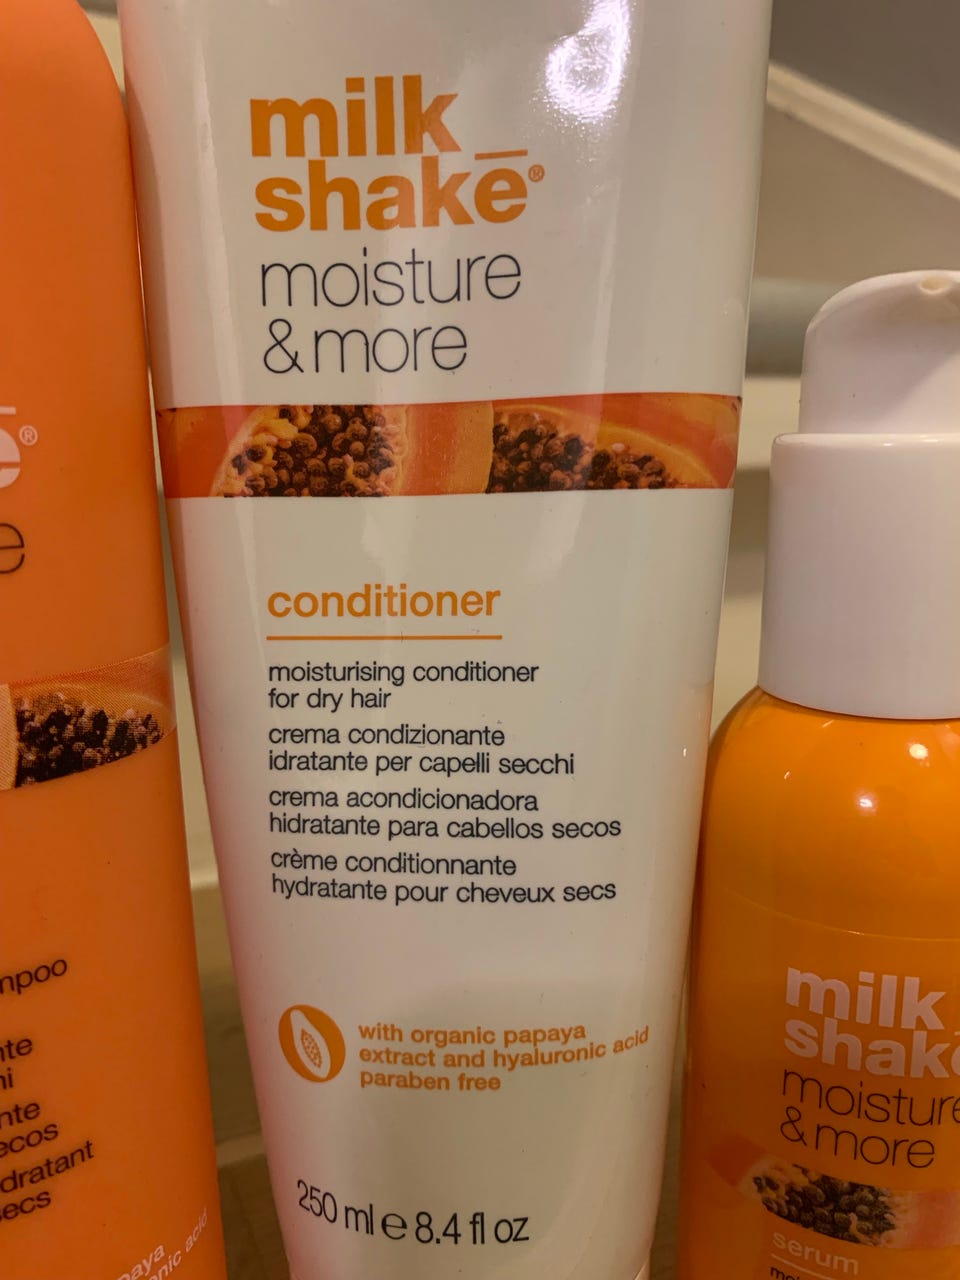 milk
shake®
moisture
& more
conditioner
moisturising conditioner
for dry hair
crema condizionante
idratante per capelli secchi
crema acondicionadora
hidratante para cabellos secos
crème conditionnante
hydratante pour cheveux secs
with organic papaya
extract and hyaluronic acid
paraben free
250 ml e 8.4 fl oz
milk
shake
moisture
& more
serum